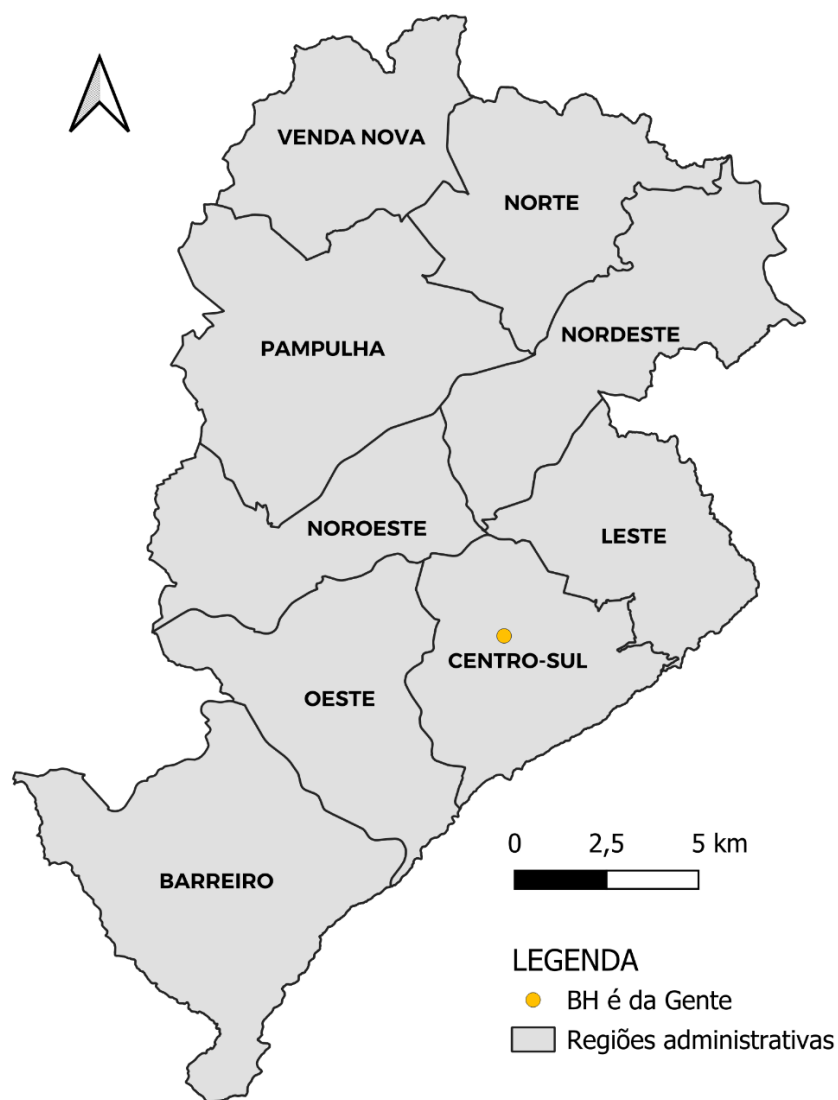 VENDA NOVA
NORTE
NORDESTE
PAMPULHA
NOROESTE
LESTE
CENTRO-SUL
OESTE
BARREIRO
0 2,5 5 km
LEGENDA
BH é da Gente
Regiões administrativas